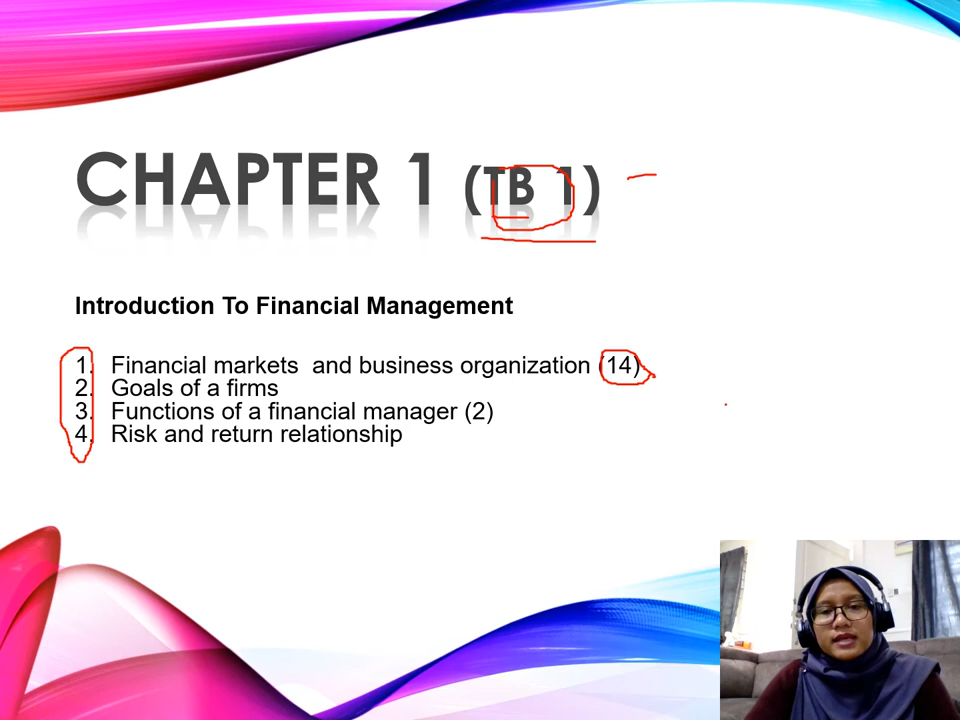 CHAPTER 1 (TB 1)
Introduction To Financial Management
1. Financial markets and business organization (14)
2. Goals of a firms
3. Functions of a financial manager (2)
4. Risk and return relationship